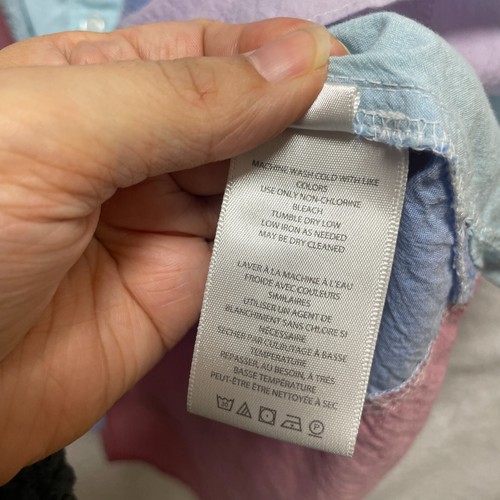 MACHINE WASH COLD WITH LIKE
COLORS
USE ONLY NON-CHLORINE
BLEACH
TUMBLE DRY LOW
LOW IRON AS NEEDED
MAY BE DRY CLEANED
LAVER À LA MACHINE À L'EAU
FROIDE AVEC COULEURS
SIMILAIRES
UTILISER UN AGENT DE
BLANCHIMENT SANS CHLORE SI
NÉCESSAIRE
SÉCHER PAR CULBUTAGE À BASSE
TEMPÉRATURE
REPASSER, AU BESOIN, À TRÈS
BASSE TEMPÉRATURE
PEUT-ÊTRE ÊTRE NETTOYÉE À SEC
P